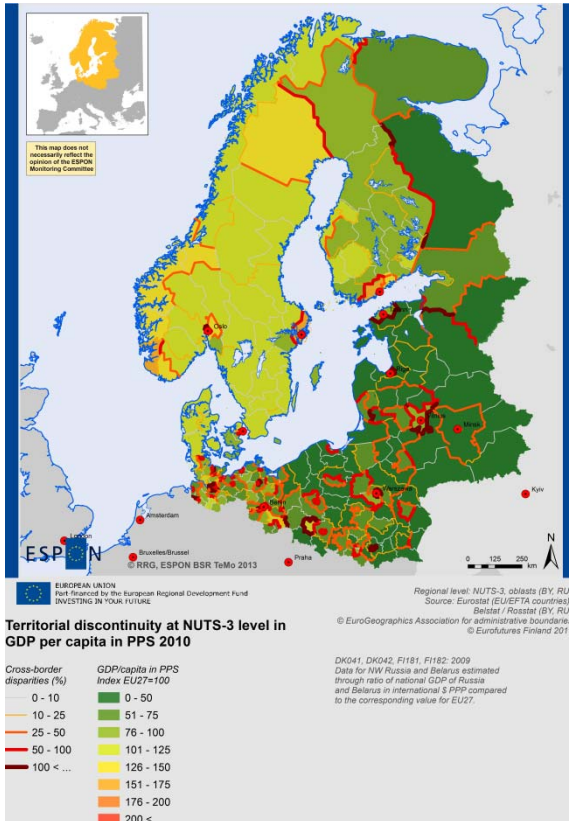 This map does not
necessarily reflect the
opinion of the ESPON
Monitoring Committee
Oslo
Minsk
Kyiv
Berlin
Amsterdam
London
Bruxelles/Brussel
Praha
ESPON
© RRG, ESPON BSR TeMo 2013
N
0 125 250
km
EUROPEAN UNION
Part-financed by the European Regional Development Fund
INVESTING IN YOUR FUTURE
Regional level: NUTS-3, oblasts (BY, RU
Source: Eurostat (EU/EFTA countries)
Belstat / Rosstat (BY, RU
© EuroGeographics Association for administrative boundarie
© Eurofutures Finland 201
Territorial discontinuity at NUTS-3 level in
GDP per capita in PPS 2010
Cross-border
disparities (%)
0 - 10
10 - 25
25 - 50
50 - 100
100 < ...
GDP/capita in PPS
Index EU27=100
0 - 50
51 - 75
76 - 100
101 - 125
126 - 150
151 - 175
176 - 200
200 <
DK041, DK042, FI181, FI182: 2009
Data for NW Russia and Belarus estimated
through ratio of national GDP of Russia
and Belarus in international $ PPP compared
to the corresponding value for EU27.